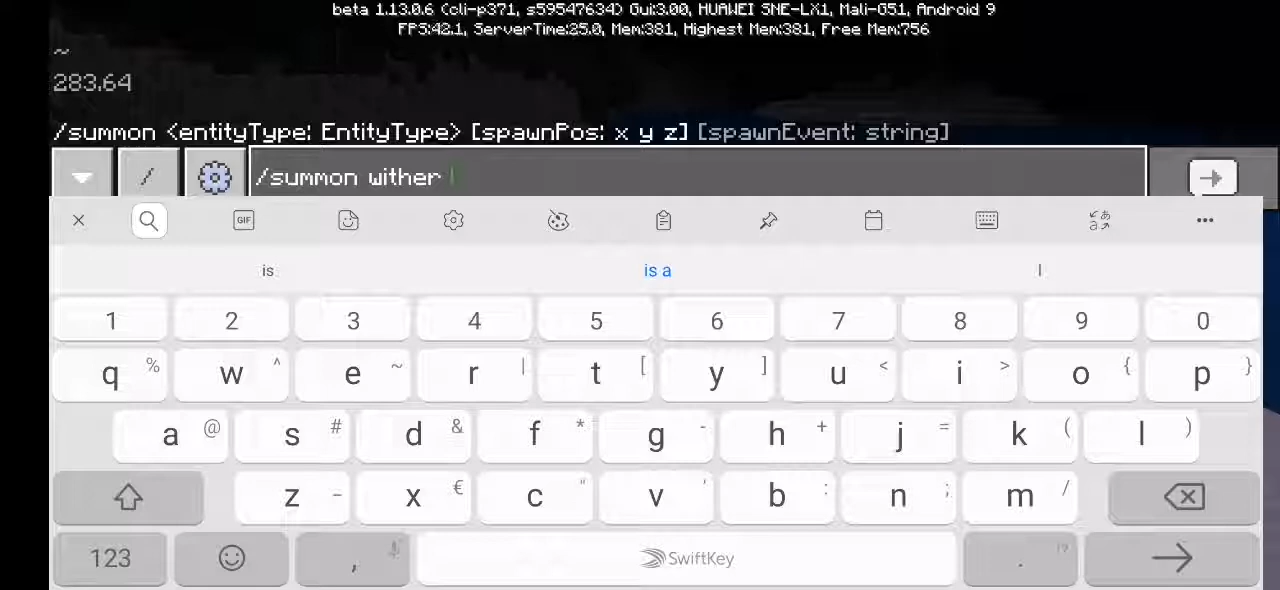 beta 1.13.0.6 (cli-p371, s59547634) Gui:3.00, HUAWEI SNE-LX1, Mali-G51, Android 9
FPS:42.1, ServerTime:25.0, Mem:381, Highest Mem:381, Free Mem:756
~
283.64
/summon <entityType: EntityType> [spawnPos: x y z] [spawnEvent: string]
/
/summon wither
GIF
is
is a
I
1 2 3 4 5 6 7 8 9 0
q % w ^ e ~ r | t [ y ] u < i > o { p }
a @ s # d & f * g - h + j = k ( l )
z _ x € c " v ' b : n ; m /
123 , SwiftKey . !?